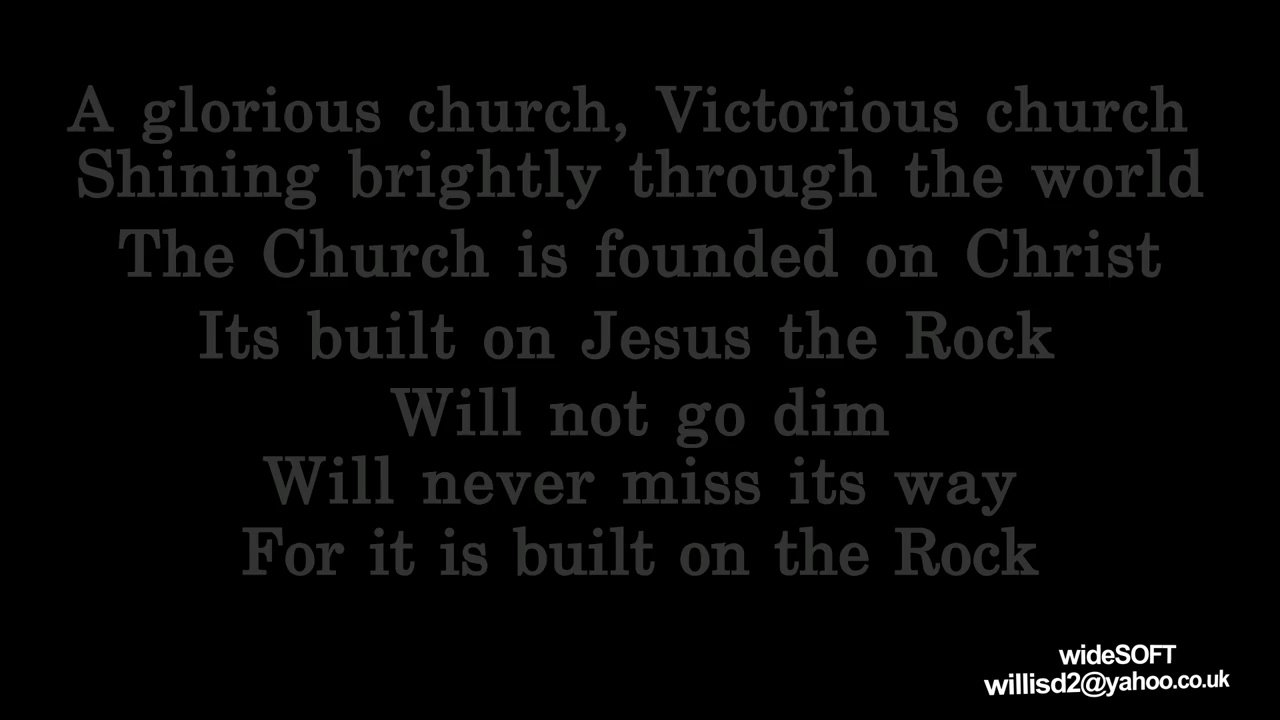 A glorious church, Victorious church
Shining brightly through the world
The Church is founded on Christ
Its built on Jesus the Rock
Will not go dim
Will never miss its way
For it is built on the Rock
wideSOFT
willisd2@yahoo.co.uk